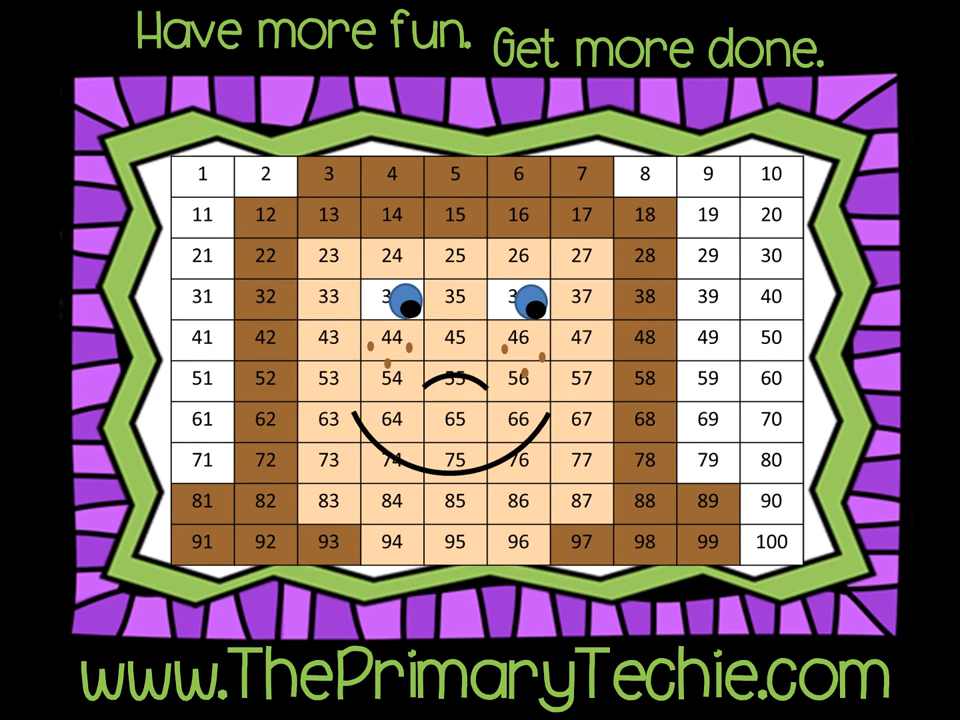 Have more fun. Get more done.
1 2 3 4 5 6 7 8 9 10
11 12 13 14 15 16 17 18 19 20
21 22 23 24 25 26 27 28 29 30
31 32 33 3 35 3 37 38 39 40
41 42 43 44 45 46 47 48 49 50
51 52 53 54 55 56 57 58 59 60
61 62 63 64 65 66 67 68 69 70
71 72 73 74 75 76 77 78 79 80
81 82 83 84 85 86 87 88 89 90
91 92 93 94 95 96 97 98 99 100
www.ThePrimaryTechie.com